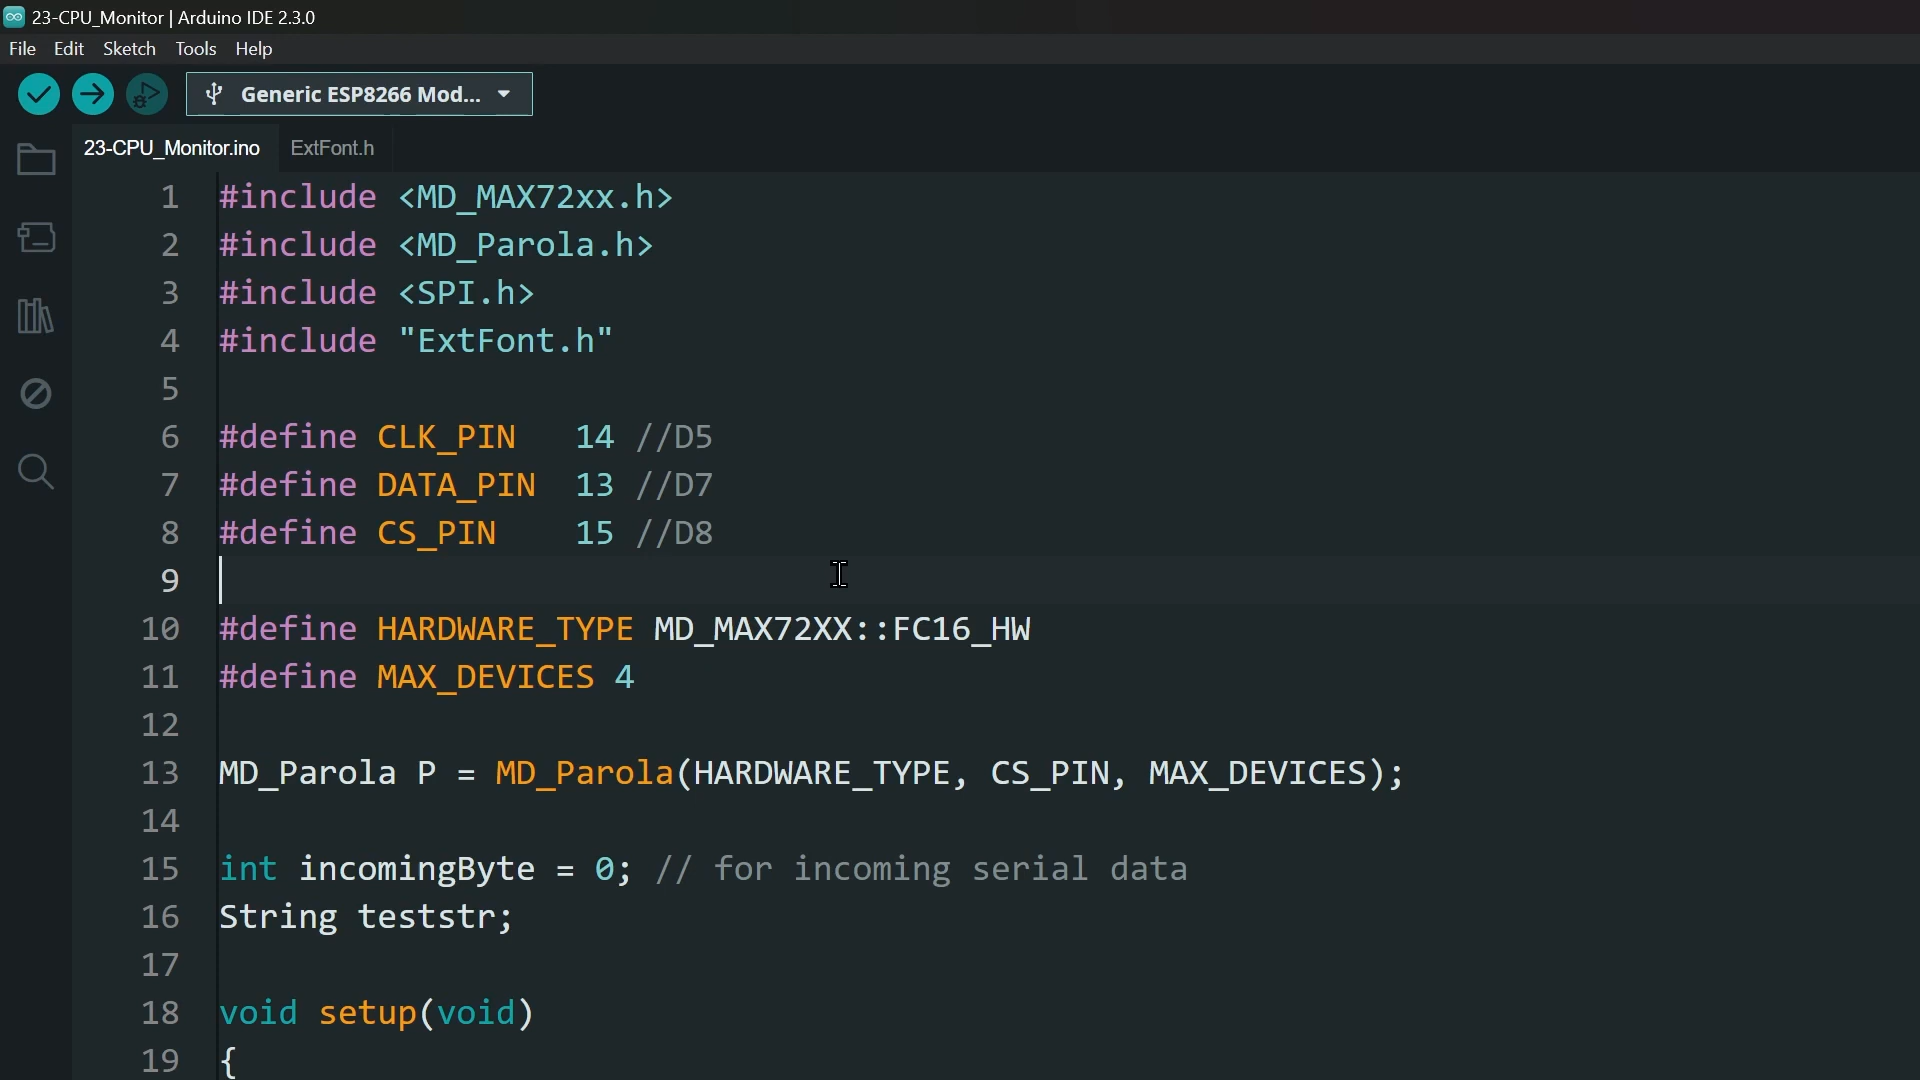 23-CPU_Monitor | Arduino IDE 2.3.0
File Edit Sketch Tools Help
Generic ESP8266 Mod...
23-CPU_Monitor.ino ExtFont.h
1 #include <MD_MAX72xx.h>
2 #include <MD_Parola.h>
3 #include <SPI.h>
4 #include "ExtFont.h"
5
6 #define CLK_PIN   14 //D5
7 #define DATA_PIN  13 //D7
8 #define CS_PIN    15 //D8
9
10 #define HARDWARE_TYPE MD_MAX72XX::FC16_HW
11 #define MAX_DEVICES 4
12
13 MD_Parola P = MD_Parola(HARDWARE_TYPE, CS_PIN, MAX_DEVICES);
14
15 int incomingByte = 0; // for incoming serial data
16 String teststr;
17
18 void setup(void)
19 {